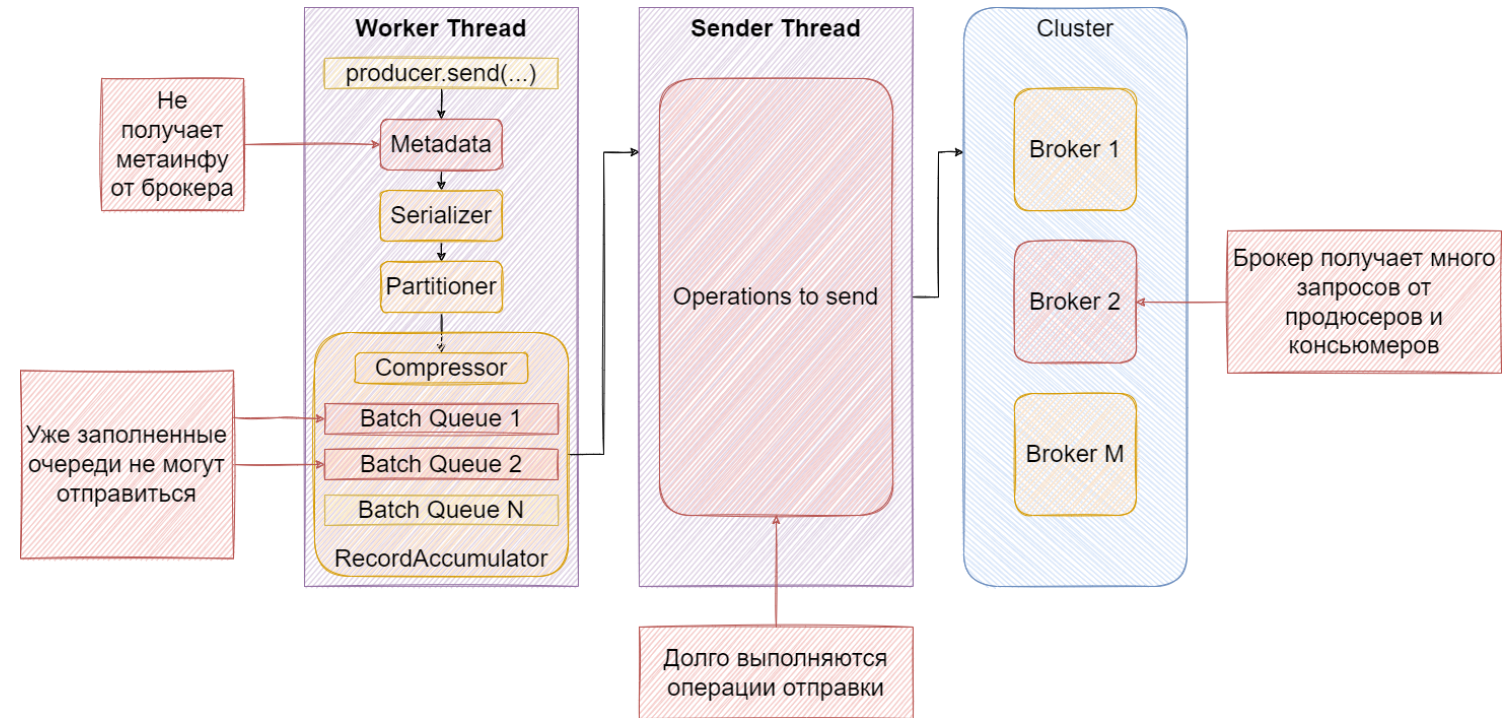 Worker Thread
Sender Thread
Cluster
producer.send(...)
Не
получает
метаинфу
от брокера
Metadata
Serializer
Partitioner
Compressor
Batch Queue 1
Batch Queue 2
Batch Queue N
RecordAccumulator
Уже заполненные
очереди не могут
отправиться
Operations to send
Долго выполняются
операции отправки
Broker 1
Broker 2
Broker M
Брокер получает много
запросов от
продюсеров и
консьюмеров